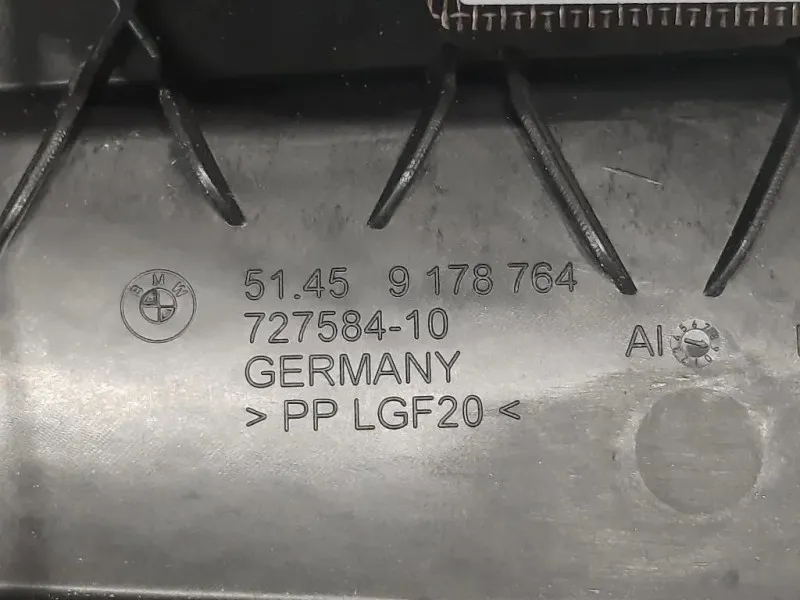 BMW
51.45 9 178 764
727584-10
GERMANY
> PP LGF20 <
AI